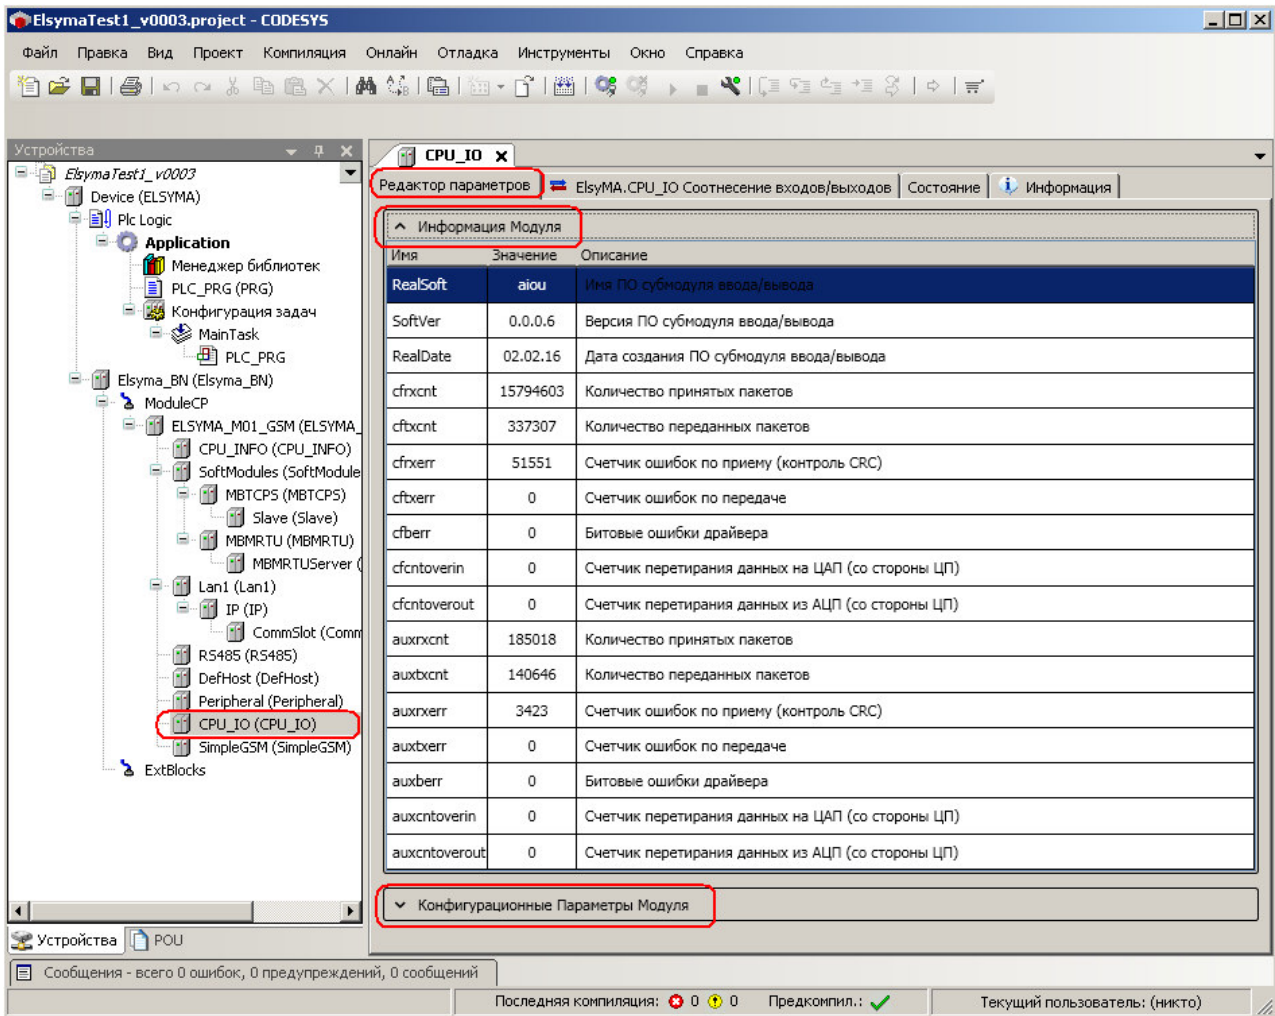 ElsymaTest1_v0003.project - CODESYS
Файл Правка Вид Проект Компиляция Онлайн Отладка Инструменты Окно Справка
Устройства
ElsymaTest1_v0003
Device (ELSYMA)
Plc Logic
Application
Менеджер библиотек
PLC_PRG (PRG)
Конфигурация задач
MainTask
PLC_PRG
Elsyma_BN (Elsyma_BN)
ModuleCP
ELSYMA_M01_GSM (ELSYMA_
CPU_INFO (CPU_INFO)
SoftModules (SoftModule
MBTCPS (MBTCPS)
Slave (Slave)
MBMRTU (MBMRTU)
MBMRTUServer (
Lan1 (Lan1)
IP (IP)
CommSlot (Comm
RS485 (RS485)
DefHost (DefHost)
Peripheral (Peripheral)
CPU_IO (CPU_IO)
SimpleGSM (SimpleGSM)
ExtBlocks
Устройства POU
CPU_IO
Редактор параметров ElsyMA.CPU_IO Соотнесение входов/выходов Состояние Информация
Информация Модуля
Имя Значение Описание
RealSoft aiou Имя ПО субмодуля ввода/вывода
SoftVer 0.0.0.6 Версия ПО субмодуля ввода/вывода
RealDate 02.02.16 Дата создания ПО субмодуля ввода/вывода
cfrxcnt 15794603 Количество принятых пакетов
cftxcnt 337307 Количество переданных пакетов
cfrxerr 51551 Счетчик ошибок по приему (контроль CRC)
cftxerr 0 Счетчик ошибок по передаче
cfberr 0 Битовые ошибки драйвера
cfcntoverin 0 Счетчик перетирания данных на ЦАП (со стороны ЦП)
cfcntoverout 0 Счетчик перетирания данных из АЦП (со стороны ЦП)
auxrxcnt 185018 Количество принятых пакетов
auxtxcnt 140646 Количество переданных пакетов
auxrxerr 3423 Счетчик ошибок по приему (контроль CRC)
auxtxerr 0 Счетчик ошибок по передаче
auxberr 0 Битовые ошибки драйвера
auxcntoverin 0 Счетчик перетирания данных на ЦАП (со стороны ЦП)
auxcntoverout 0 Счетчик перетирания данных из АЦП (со стороны ЦП)
Конфигурационные Параметры Модуля
Сообщения - всего 0 ошибок, 0 предупреждений, 0 сообщений
Последняя компиляция: 0 0 Предкомпил.: Текущий пользователь: (никто)